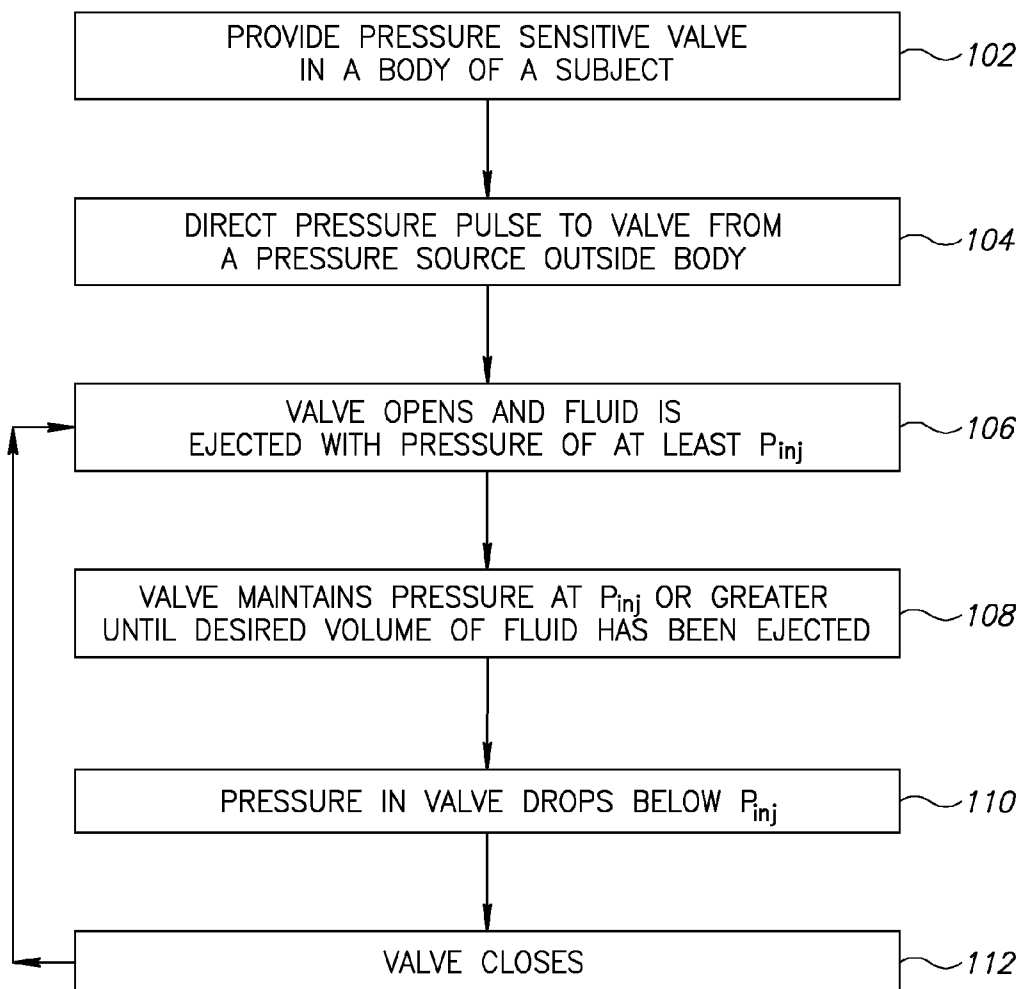 PROVIDE PRESSURE SENSITIVE VALVE
IN A BODY OF A SUBJECT
102
DIRECT PRESSURE PULSE TO VALVE FROM
A PRESSURE SOURCE OUTSIDE BODY
104
VALVE OPENS AND FLUID IS
EJECTED WITH PRESSURE OF AT LEAST Pinj
106
VALVE MAINTAINS PRESSURE AT Pinj OR GREATER
UNTIL DESIRED VOLUME OF FLUID HAS BEEN EJECTED
108
PRESSURE IN VALVE DROPS BELOW Pinj
110
VALVE CLOSES
112